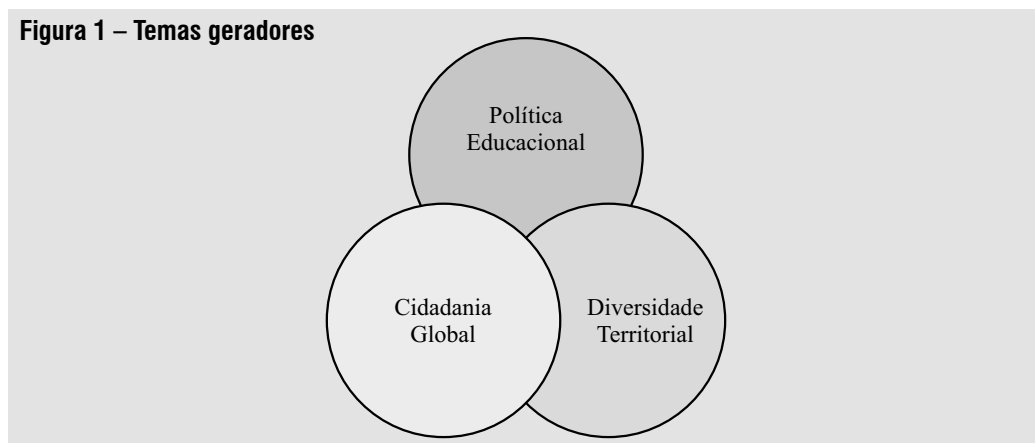 Figura 1 – Temas geradores
Política
Educacional
Cidadania
Global
Diversidade
Territorial